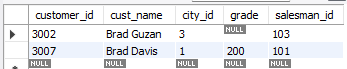 customer_id cust_name city_id grade salesman_id
3002 Brad Guzan 3 NULL 103
3007 Brad Davis 1 200 101
NULL NULL NULL NULL NULL